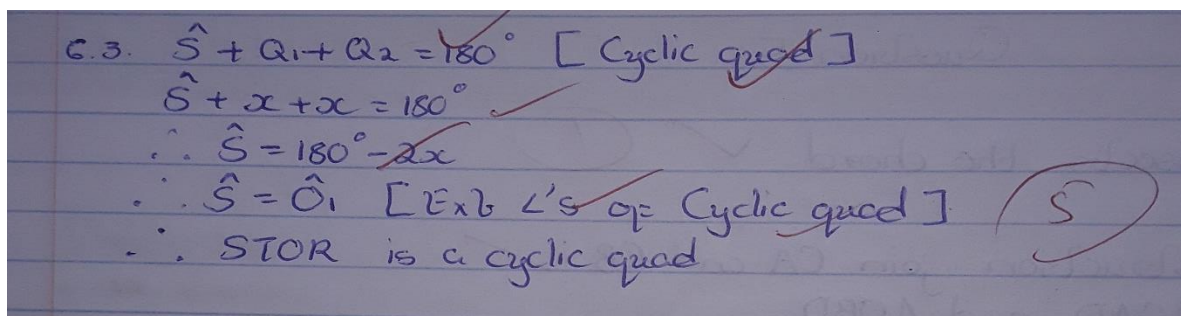 6.3. Ŝ + Q₁ + Q₂ = 180° [Cyclic quad]
Ŝ + x + x = 180°
∴ Ŝ = 180° - 2x
∴ Ŝ = Ô₁ [Ext ∠'s of Cyclic quad]
5
∴ STOR is a cyclic quad